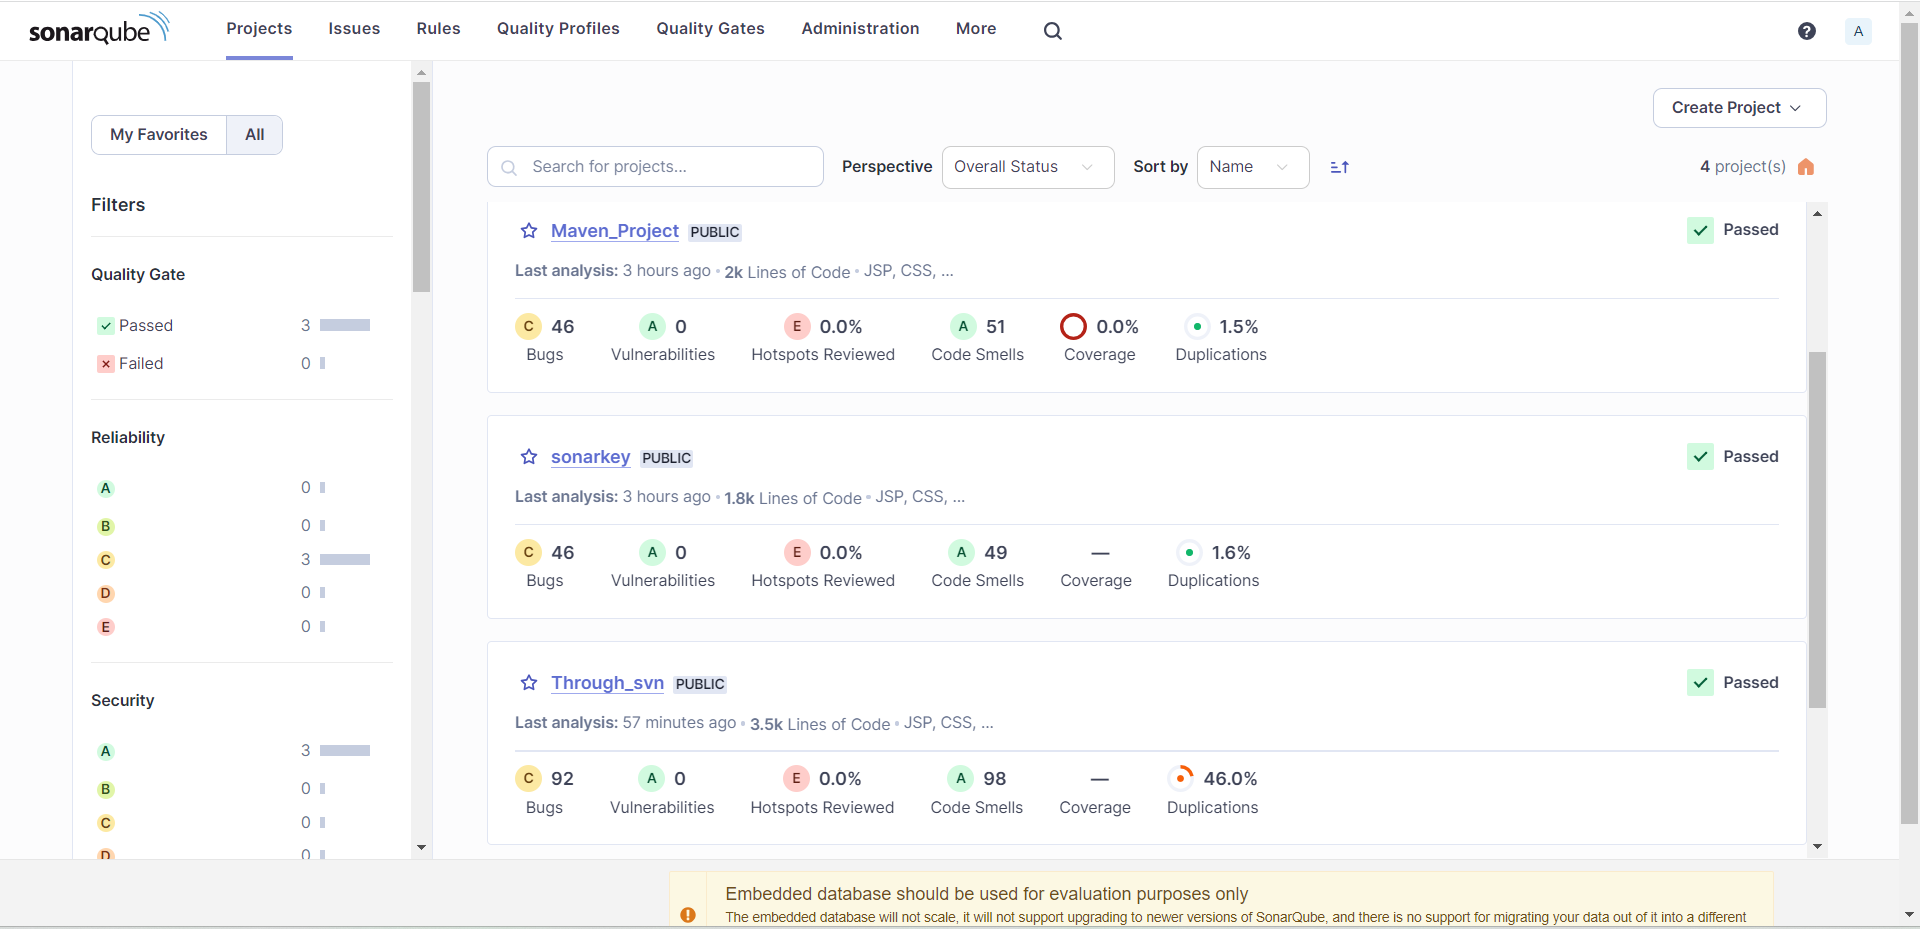 sonarqube Projects Issues Rules Quality Profiles Quality Gates Administration More ? A
My Favorites All
Filters
Quality Gate
Passed 3
Failed 0
Reliability
A 0
B 0
C 3
D 0
E 0
Security
A 3
B 0
C 0
D 0
Create Project
Search for projects... Perspective Overall Status Sort by Name 4 project(s)
Maven_Project PUBLIC Passed
Last analysis: 3 hours ago • 2k Lines of Code • JSP, CSS, ...
C 46 A 0 E 0.0% A 51 0.0% 1.5%
Bugs Vulnerabilities Hotspots Reviewed Code Smells Coverage Duplications
sonarkey PUBLIC Passed
Last analysis: 3 hours ago • 1.8k Lines of Code • JSP, CSS, ...
C 46 A 0 E 0.0% A 49 — 1.6%
Bugs Vulnerabilities Hotspots Reviewed Code Smells Coverage Duplications
Through_svn PUBLIC Passed
Last analysis: 57 minutes ago • 3.5k Lines of Code • JSP, CSS, ...
C 92 A 0 E 0.0% A 98 — 46.0%
Bugs Vulnerabilities Hotspots Reviewed Code Smells Coverage Duplications
Embedded database should be used for evaluation purposes only
The embedded database will not scale, it will not support upgrading to newer versions of SonarQube, and there is no support for migrating your data out of it into a different